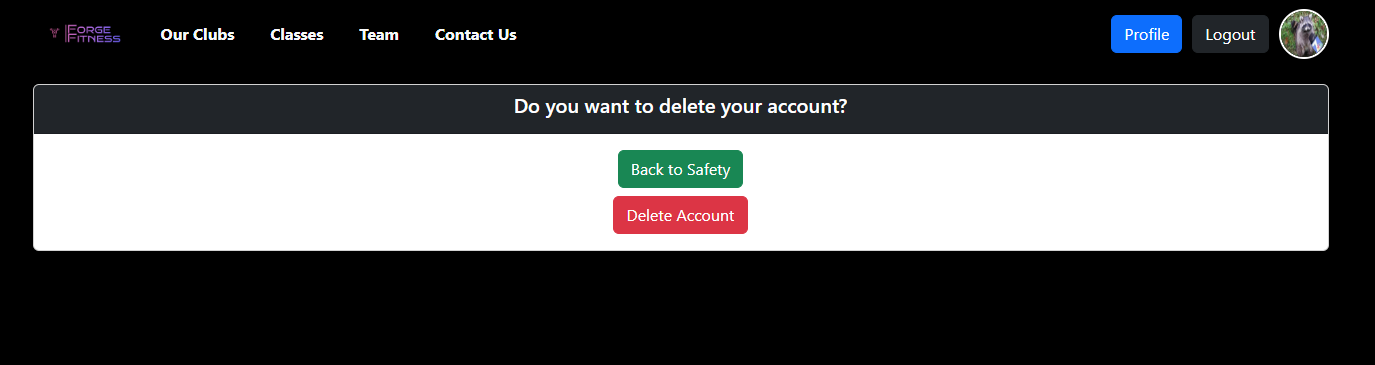 FORGE
FITNESS
Our Clubs
Classes
Team
Contact Us
Profile
Logout
Do you want to delete your account?
Back to Safety
Delete Account